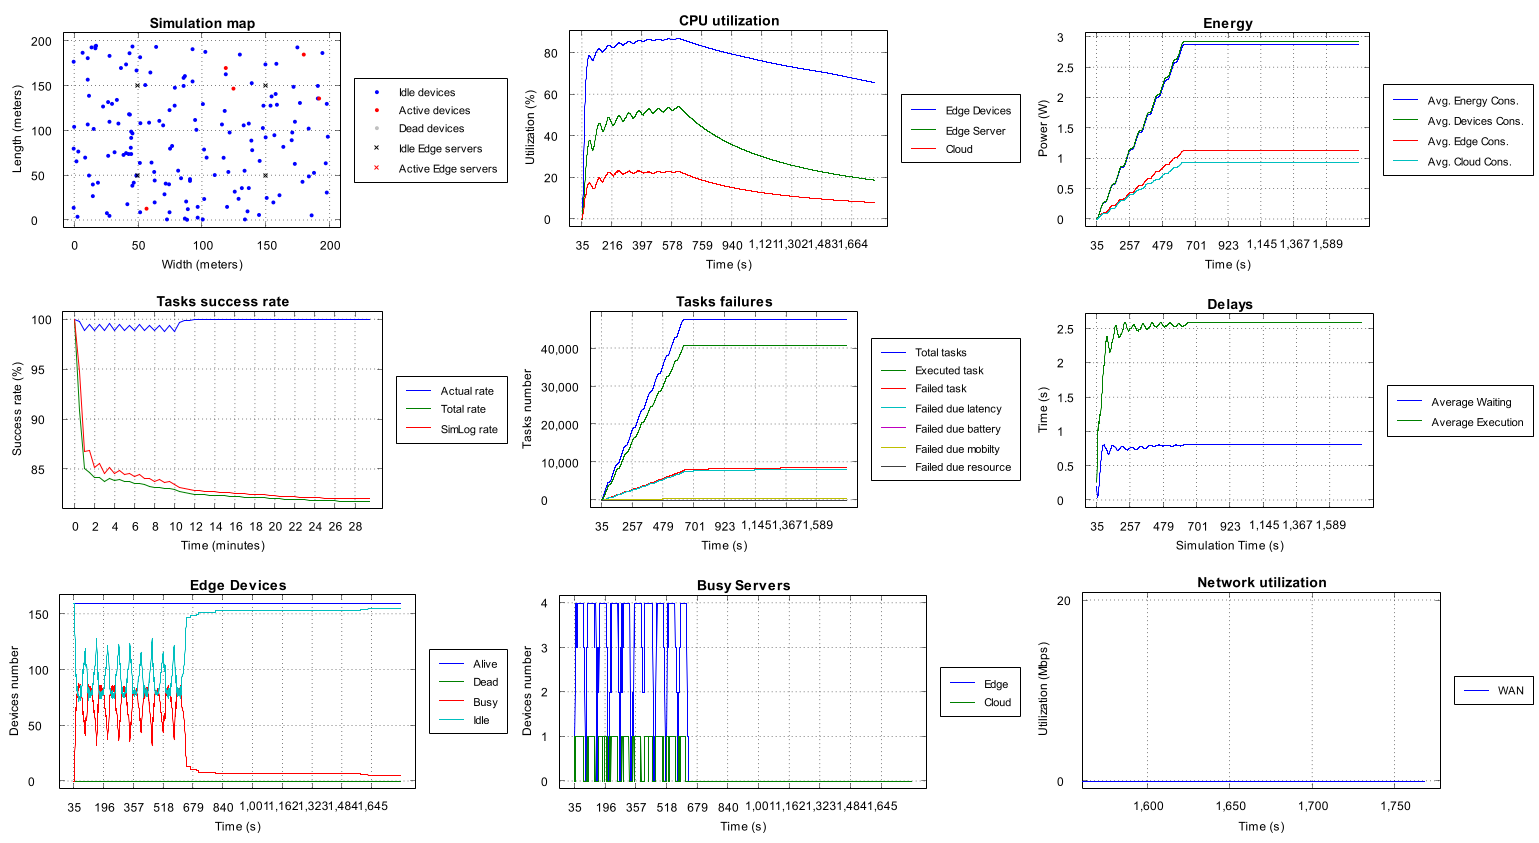 Simulation map
Length (meters)
200
150
100
50
0
0 50 100 150 200
Width (meters)
Idle devices
Active devices
Dead devices
Idle Edge servers
Active Edge servers
CPU utilization
Utilization (%)
80
60
40
20
0
35 216 397 578 759 940 1,121 1,302 1,483 1,664
Time (s)
Edge Devices
Edge Server
Cloud
Energy
Power (W)
3
2.5
2
1.5
1
0.5
0
35 257 479 701 923 1,145 1,367 1,589
Time (s)
Avg. Energy Cons.
Avg. Devices Cons.
Avg. Edge Cons.
Avg. Cloud Cons.
Tasks success rate
Success rate (%)
100
95
90
85
0 2 4 6 8 10 12 14 16 18 20 22 24 26 28
Time (minutes)
Actual rate
Total rate
SimLog rate
Tasks failures
Tasks number
40,000
30,000
20,000
10,000
0
35 257 479 701 923 1,145 1,367 1,589
Time (s)
Total tasks
Executed task
Failed task
Failed due latency
Failed due battery
Failed due mobilty
Failed due resource
Delays
Time (s)
2.5
2
1.5
1
0.5
0
35 257 479 701 923 1,145 1,367 1,589
Simulation Time (s)
Average Waiting
Average Execution
Edge Devices
Devices number
150
100
50
0
35 196 357 518 679 840 1,001 1,162 1,323 1,484 1,645
Time (s)
Alive
Dead
Busy
Idle
Busy Servers
Devices number
4
3
2
1
0
35 196 357 518 679 840 1,001 1,162 1,323 1,484 1,645
Time (s)
Edge
Cloud
Network utilization
Utilization (Mbps)
20
0
1,600 1,650 1,700 1,750
Time (s)
WAN